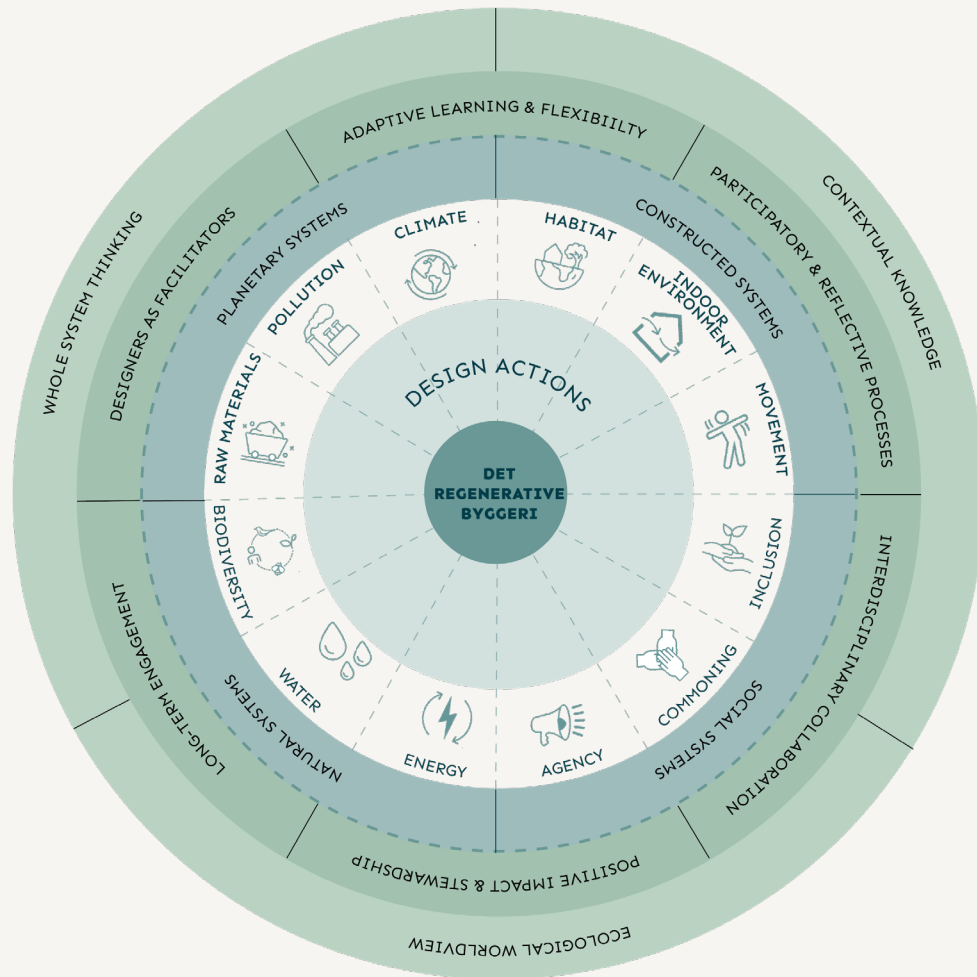 WHOLE SYSTEM THINKING
CONTEXTUAL KNOWLEDGE
ECOLOGICAL WORLDVIEW
ADAPTIVE LEARNING & FLEXIBIILTY
PARTICIPATORY & REFLECTIVE PROCESSES
INTERDISCIPLINARY COLLABORATION
POSITIVE IMPACT & STEWARDSHIP
LONG-TERM ENGAGEMENT
DESIGNERS AS FACILITATORS
PLANETARY SYSTEMS
CONSTRUCTED SYSTEMS
SOCIAL SYSTEMS
NATURAL SYSTEMS
CLIMATE
HABITAT
INDOOR
ENVIRONMENT
MOVEMENT
INCLUSION
COMMONING
AGENCY
ENERGY
WATER
BIODIVERSITY
RAW MATERIALS
POLLUTION
DESIGN ACTIONS
DET
REGENERATIVE
BYGGERI